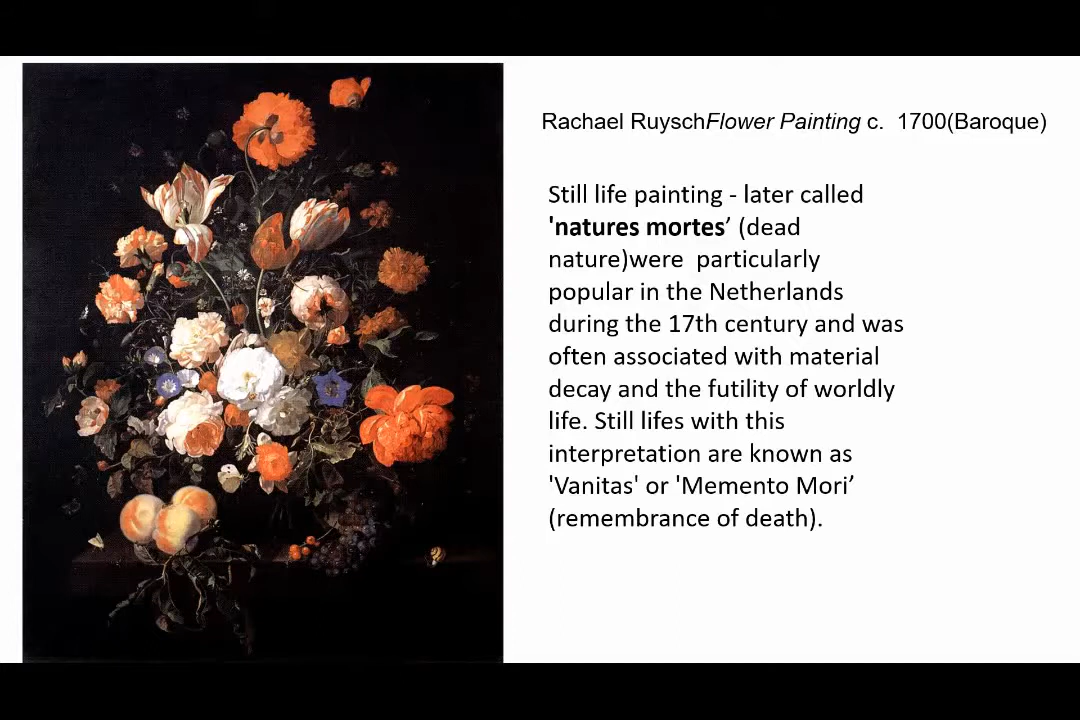 Rachael RuyschFlower Painting c.  1700(Baroque)
Still life painting - later called
'natures mortes’ (dead
nature)were  particularly
popular in the Netherlands
during the 17th century and was
often associated with material
decay and the futility of worldly
life. Still lifes with this
interpretation are known as
'Vanitas' or 'Memento Mori’
(remembrance of death).